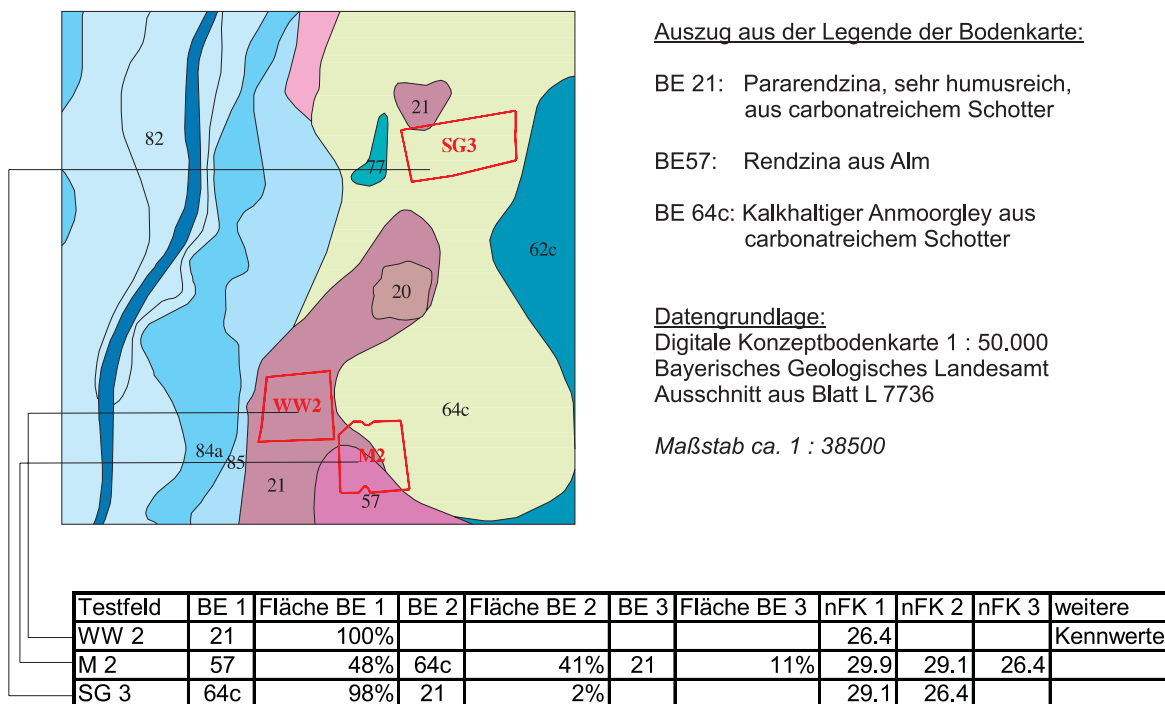 Auszug aus der Legende der Bodenkarte:
BE 21: Pararendzina, sehr humusreich,
aus carbonatreichem Schotter
BE57: Rendzina aus Alm
BE 64c: Kalkhaltiger Anmoorgley aus
carbonatreichem Schotter
Datengrundlage:
Digitale Konzeptbodenkarte 1 : 50.000
Bayerisches Geologisches Landesamt
Ausschnitt aus Blatt L 7736
Maßstab ca. 1 : 38500
21
82
SG3
77
62c
20
WW2
64c
84a
85
M2
21
57
Testfeld BE 1 Fläche BE 1 BE 2 Fläche BE 2 BE 3 Fläche BE 3 nFK 1 nFK 2 nFK 3 weitere
WW 2 21 100% 26.4 Kennwerte
M 2 57 48% 64c 41% 21 11% 29.9 29.1 26.4
SG 3 64c 98% 21 2% 29.1 26.4